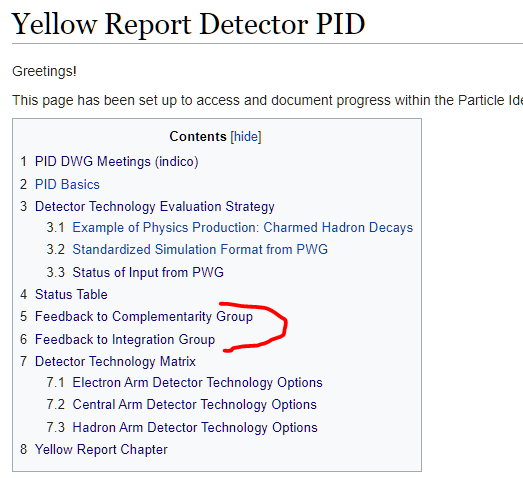 Yellow Report Detector PID
Greetings!
This page has been set up to access and document progress within the Particle
Contents [hide]
1 PID DWG Meetings (indico)
2 PID Basics
3 Detector Technology Evaluation Strategy
3.1 Example of Physics Production: Charmed Hadron Decays
3.2 Standardized Simulation Format from PWG
3.3 Status of Input from PWG
4 Status Table
5 Feedback to Complementarity Group
6 Feedback to Integration Group
7 Detector Technology Matrix
7.1 Electron Arm Detector Technology Options
7.2 Central Arm Detector Technology Options
7.3 Hadron Arm Detector Technology Options
8 Yellow Report Chapter